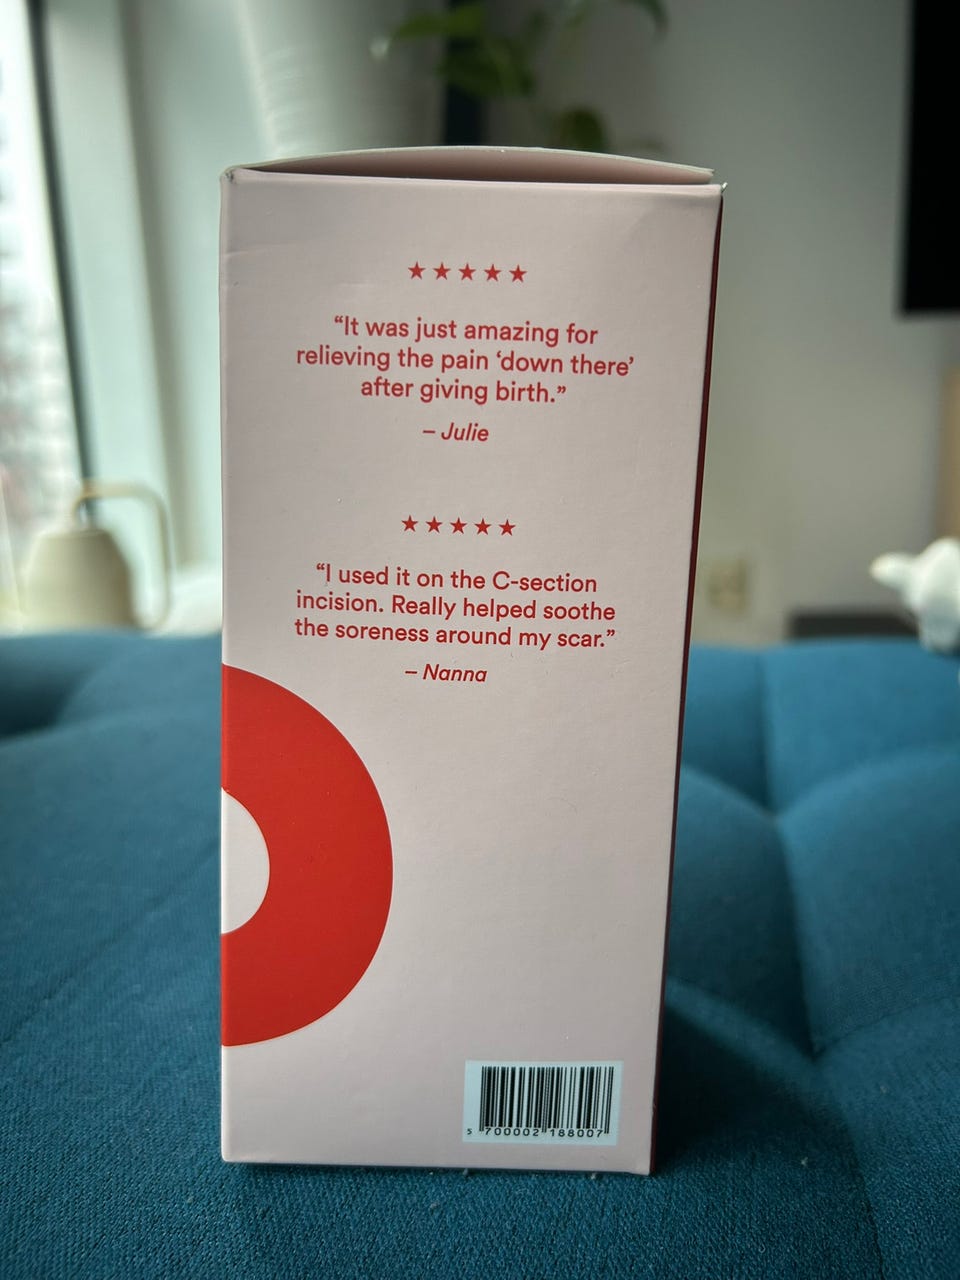 ★★★★★
“It was just amazing for
relieving the pain ‘down there’
after giving birth.”
– Julie
★★★★★
“I used it on the C-section
incision. Really helped soothe
the soreness around my scar.”
– Nanna
5 700002 188007